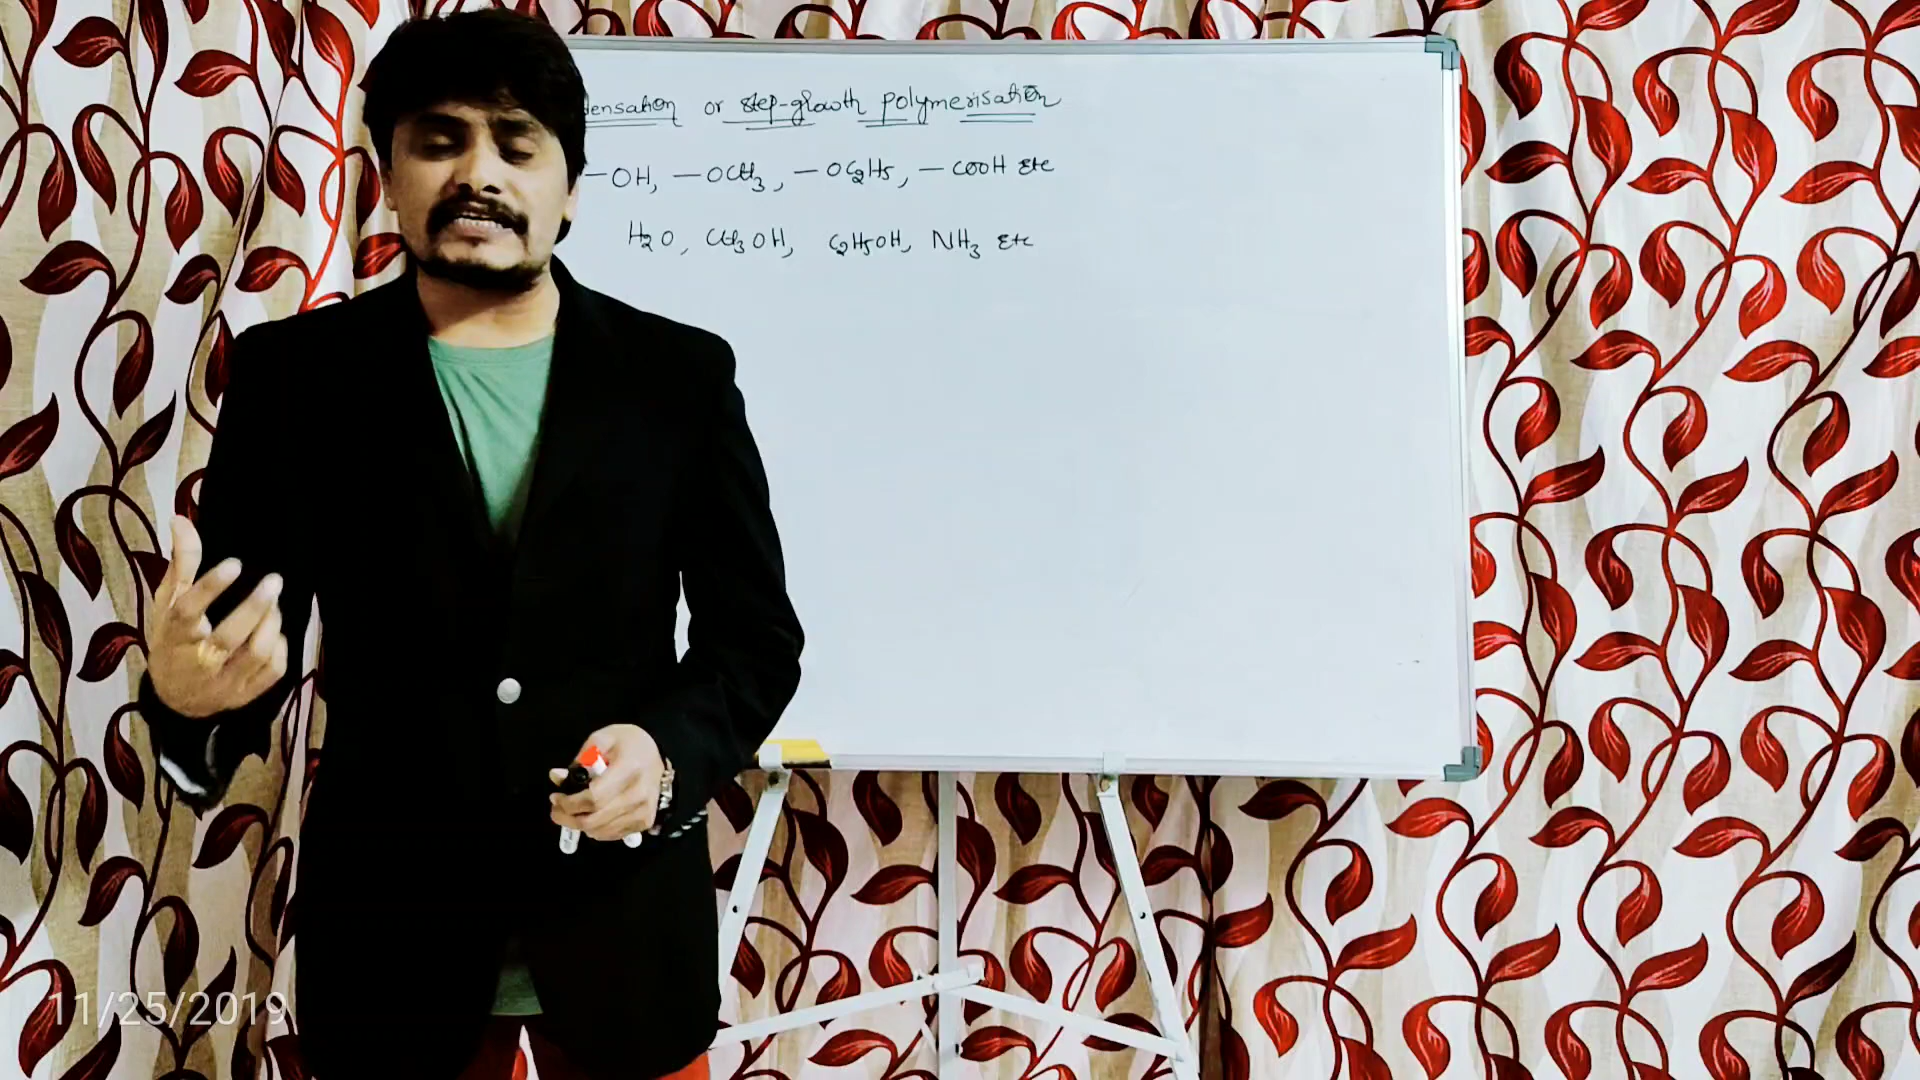 densation or step-growth polymerisation
—OH, —OCH3, —OC2H5, —COOH Etc
H2O, CH3OH, C2H5OH, NH3 Etc
11/25/2019